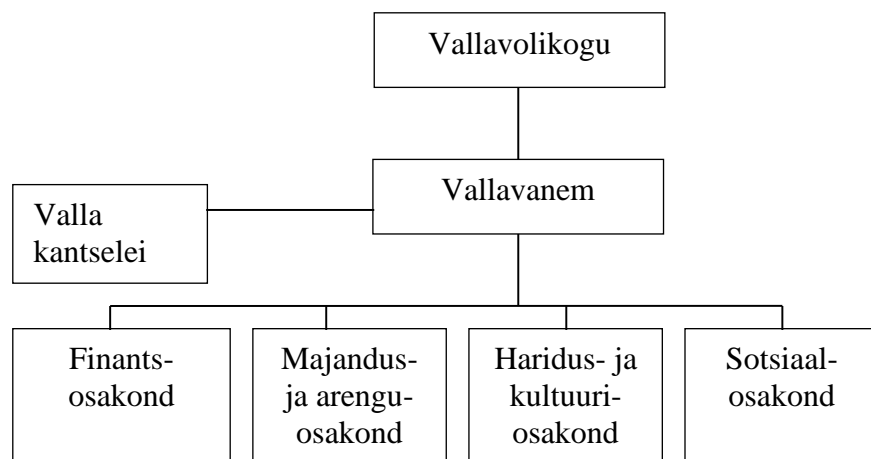 Vallavolikogu
Vallavanem
Valla
kantselei
Finants-
osakond
Majandus-
ja arengu-
osakond
Haridus- ja
kultuuri-
osakond
Sotsiaal-
osakond